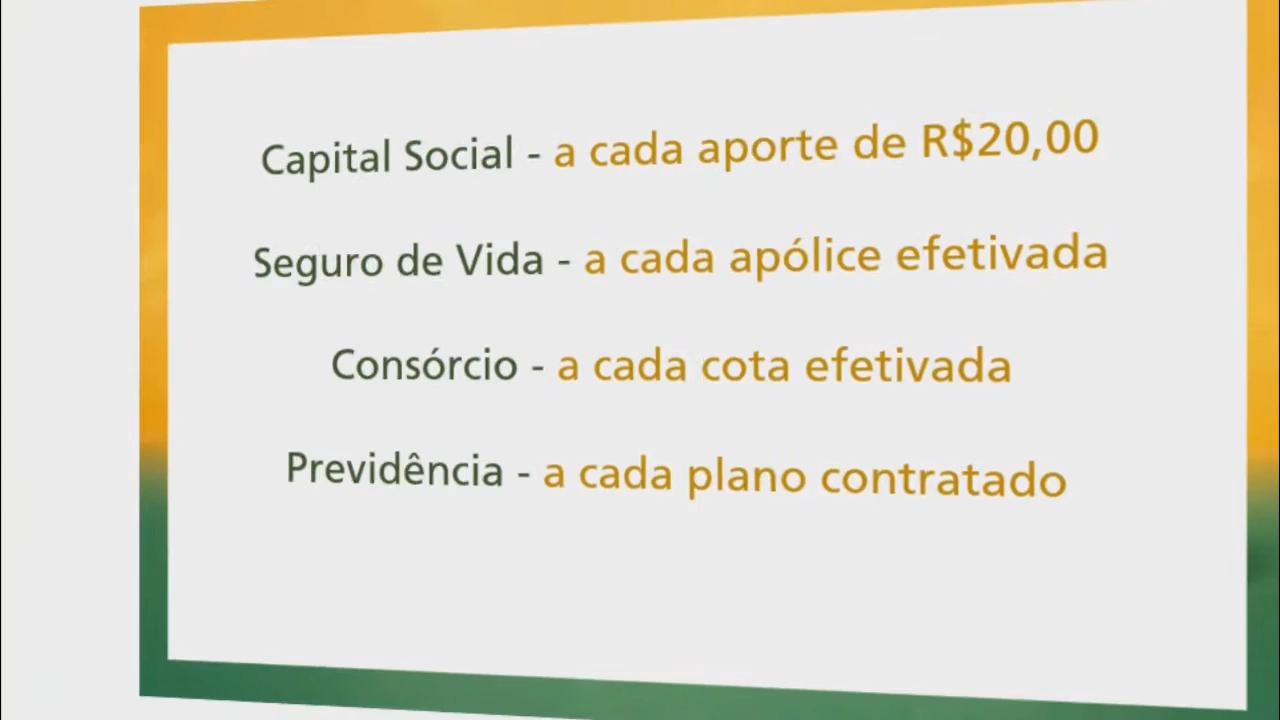 Capital Social - a cada aporte de R$20,00
Seguro de Vida - a cada apólice efetivada
Consórcio - a cada cota efetivada
Previdência - a cada plano contratado